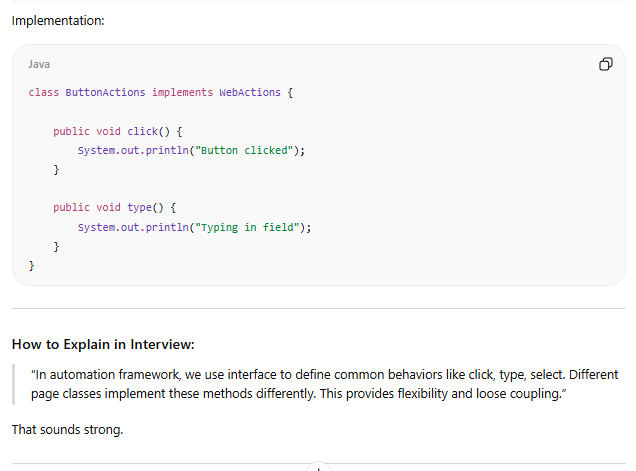 Implementation:
Java
class ButtonActions implements WebActions {
public void click() {
System.out.println("Button clicked");
}
public void type() {
System.out.println("Typing in field");
}
}
How to Explain in Interview:
“In automation framework, we use interface to define common behaviors like click, type, select. Different
page classes implement these methods differently. This provides flexibility and loose coupling.”
That sounds strong.